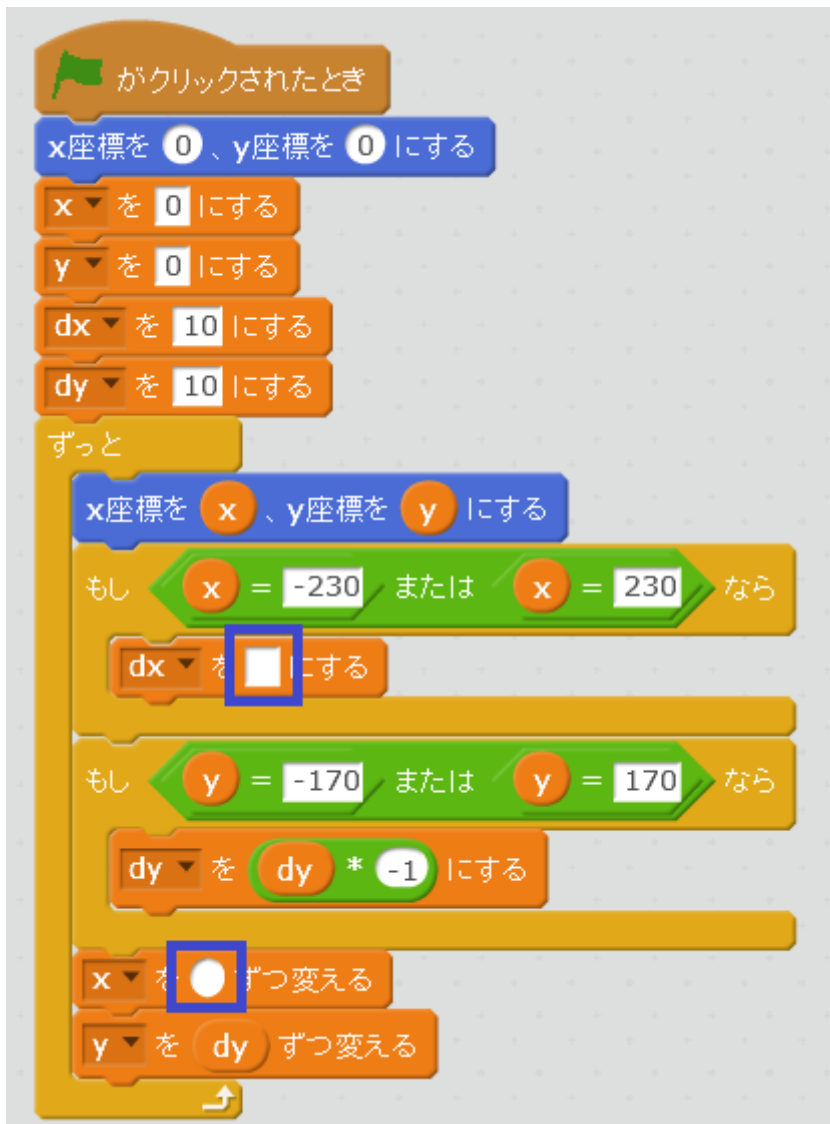 がクリックされたとき
x座標を 0 、y座標を 0 にする
x を 0 にする
y を 0 にする
dx を 10 にする
dy を 10 にする
ずっと
x座標を x 、y座標を y にする
もし x = -230 または x = 230 なら
dx を にする
もし y = -170 または y = 170 なら
dy を dy * -1 にする
x を ずつ変える
y を dy ずつ変える